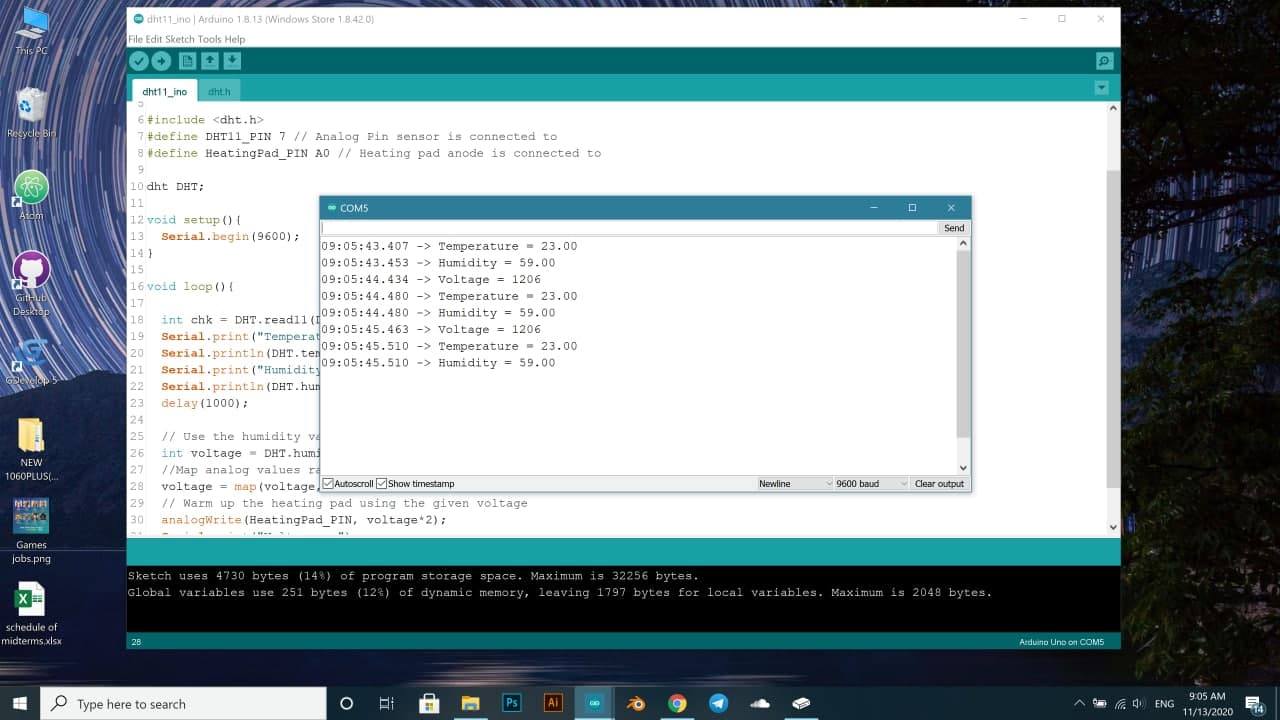 dht11_ino | Arduino 1.8.13 (Windows Store 1.8.42.0)
File Edit Sketch Tools Help
dht11_ino
dht.h
This PC
Recycle Bin
Atom
GitHub
Desktop
GDevelop 5
NEW
1060PLUS(...
Games
jobs.png
schedule of
midterms.xlsx
5
6 #include <dht.h>
7 #define DHT11_PIN 7 // Analog Pin sensor is connected to
8 #define HeatingPad_PIN A0 // Heating pad anode is connected to
9
10 dht DHT;
11
12 void setup(){
13 Serial.begin(9600);
14 }
15
16 void loop(){
17
18 int chk = DHT.read11(
19 Serial.print("Temperat
20 Serial.println(DHT.tem
21 Serial.print("Humidity
22 Serial.println(DHT.hum
23 delay(1000);
24
25 // Use the humidity va
26 int voltage = DHT.humi
27 //Map analog values ra
28 voltage = map(voltage,
29 // Warm up the heating pad using the given voltage
30 analogWrite(HeatingPad_PIN, voltage*2);
COM5
Send
09:05:43.407 -> Temperature = 23.00
09:05:43.453 -> Humidity = 59.00
09:05:44.434 -> Voltage = 1206
09:05:44.480 -> Temperature = 23.00
09:05:44.480 -> Humidity = 59.00
09:05:45.463 -> Voltage = 1206
09:05:45.510 -> Temperature = 23.00
09:05:45.510 -> Humidity = 59.00
Autoscroll Show timestamp
Newline
9600 baud
Clear output
Sketch uses 4730 bytes (14%) of program storage space. Maximum is 32256 bytes.
Global variables use 251 bytes (12%) of dynamic memory, leaving 1797 bytes for local variables. Maximum is 2048 bytes.
28
Arduino Uno on COM5
Type here to search
Ps
Ai
ENG
9:05 AM
11/13/2020
14